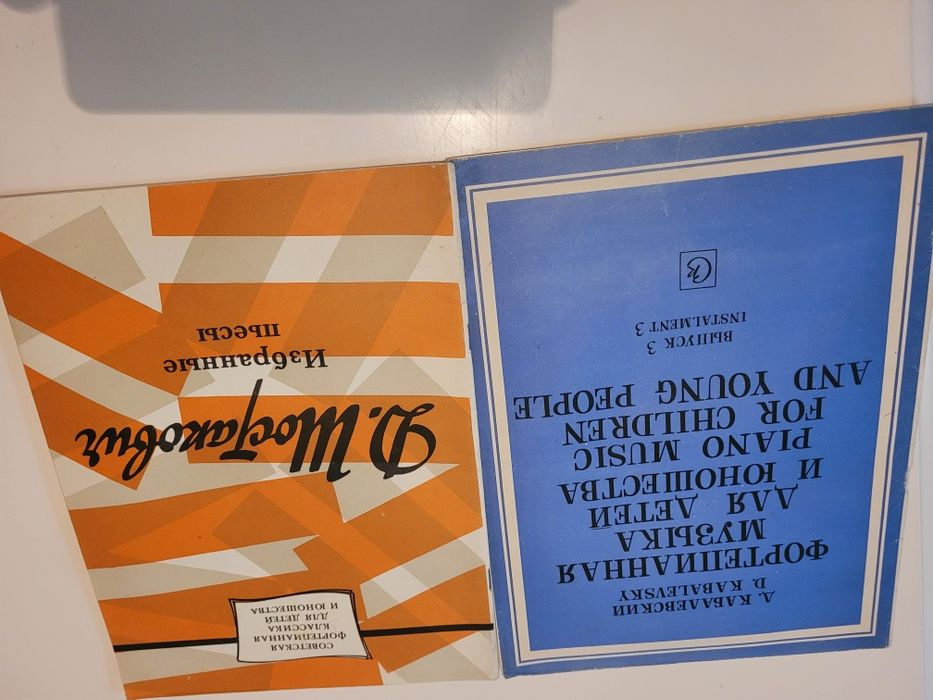 СОВЕТСКАЯ
ФОРТЕПИАННАЯ
КЛАССИКА
ДЛЯ ДЕТЕЙ
И ЮНОШЕСТВА
Д. Шостакович
Избранные
пьесы
Д. КАБАЛЕВСКИЙ
D. KABALEVSKY
ФОРТЕПИАННАЯ
МУЗЫКА
ДЛЯ ДЕТЕЙ
И ЮНОШЕСТВА
PIANO MUSIC
FOR CHILDREN
AND YOUNG PEOPLE
ВЫПУСК 3
INSTALMENT 3